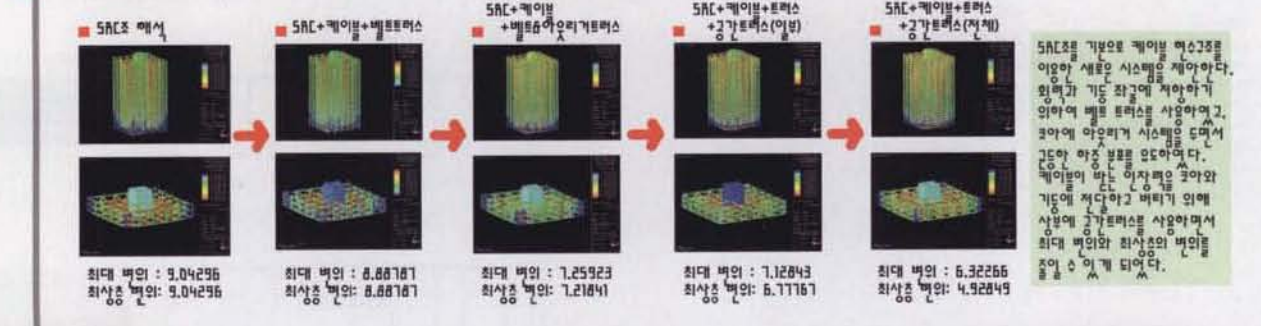 SRC조 해석
최대 변위 : 9.04296
최상층 변위: 9.04296
SRC+케이블+벨트트러스
최대 변위 : 8.88787
최상층 변위: 8.88787
SRC+케이블
+벨트&아웃리거트러스
최대 변위 : 7.25923
최상층 변위: 7.21841
SRC+케이블+트러스
+공간트러스(일부)
최대 변위 : 7.12843
최상층 변위: 6.77767
SRC+케이블+트러스
+공간트러스(전체)
최대 변위 : 6.32266
최상층 변위: 4.92849
SRC조를 기본으로 케이블 현수구조를
이용한 새로운 시스템을 제안한다.
횡력과 기둥 좌굴에 저항하기
위하여 벨트 트러스를 사용하였고,
코아에 아웃리거 시스템을 두면서
균등한 하중 분포를 유도하였다.
케이블이 받는 인장력을 코아와
기둥에 전달하고 버티기 위해
상부에 공간트러스를 사용하면서
최대 변위와 최상층의 변위를
줄일 수 있게 되었다.